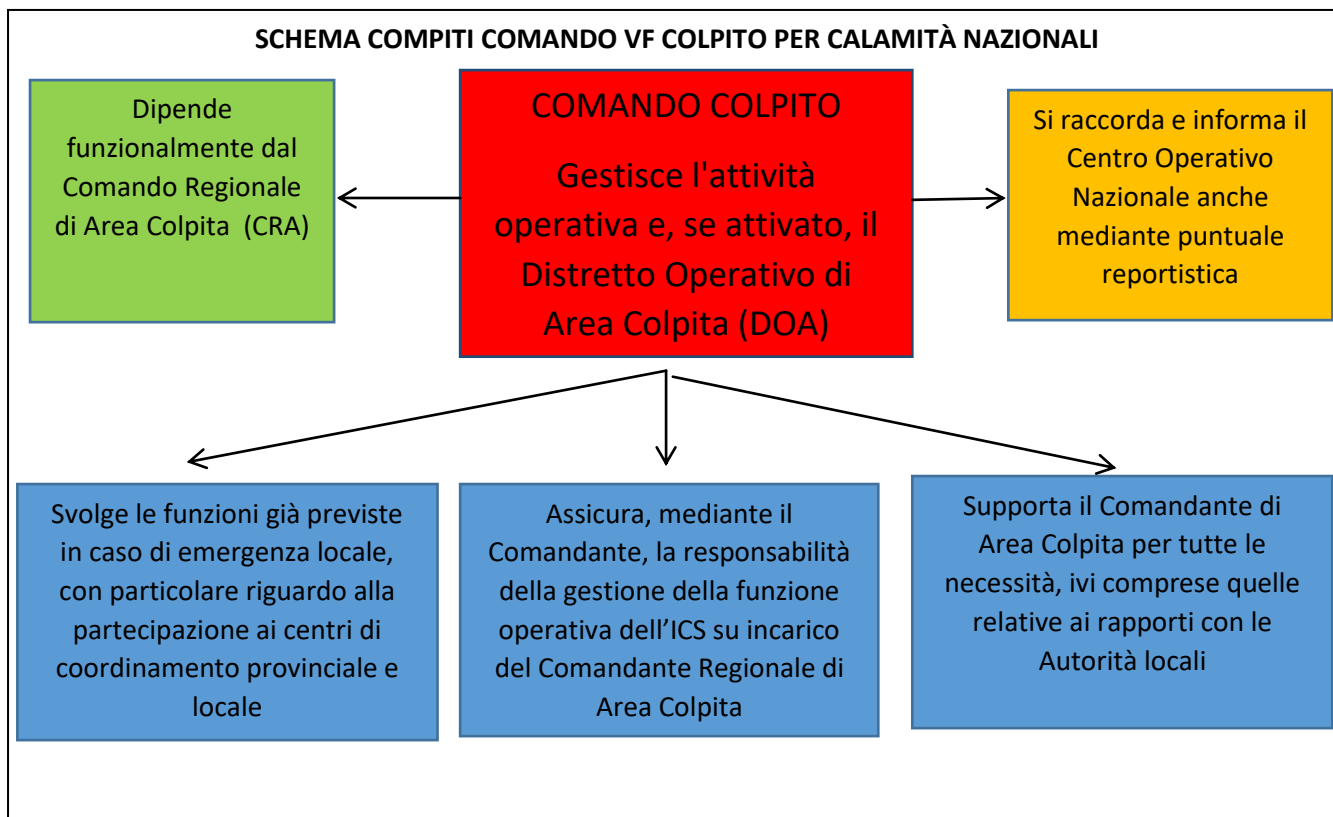 SCHEMA COMPITI COMANDO VF COLPITO PER CALAMITÀ NAZIONALI
Dipende
funzionalmente dal
Comando Regionale
di Area Colpita (CRA)
COMANDO COLPITO
Gestisce l'attività
operativa e, se attivato, il
Distretto Operativo di
Area Colpita (DOA)
Si raccorda e informa il
Centro Operativo
Nazionale anche
mediante puntuale
reportistica
Svolge le funzioni già previste
in caso di emergenza locale,
con particolare riguardo alla
partecipazione ai centri di
coordinamento provinciale e
locale
Assicura, mediante il
Comandante, la responsabilità
della gestione della funzione
operativa dell’ICS su incarico
del Comandante Regionale di
Area Colpita
Supporta il Comandante di
Area Colpita per tutte le
necessità, ivi comprese quelle
relative ai rapporti con le
Autorità locali